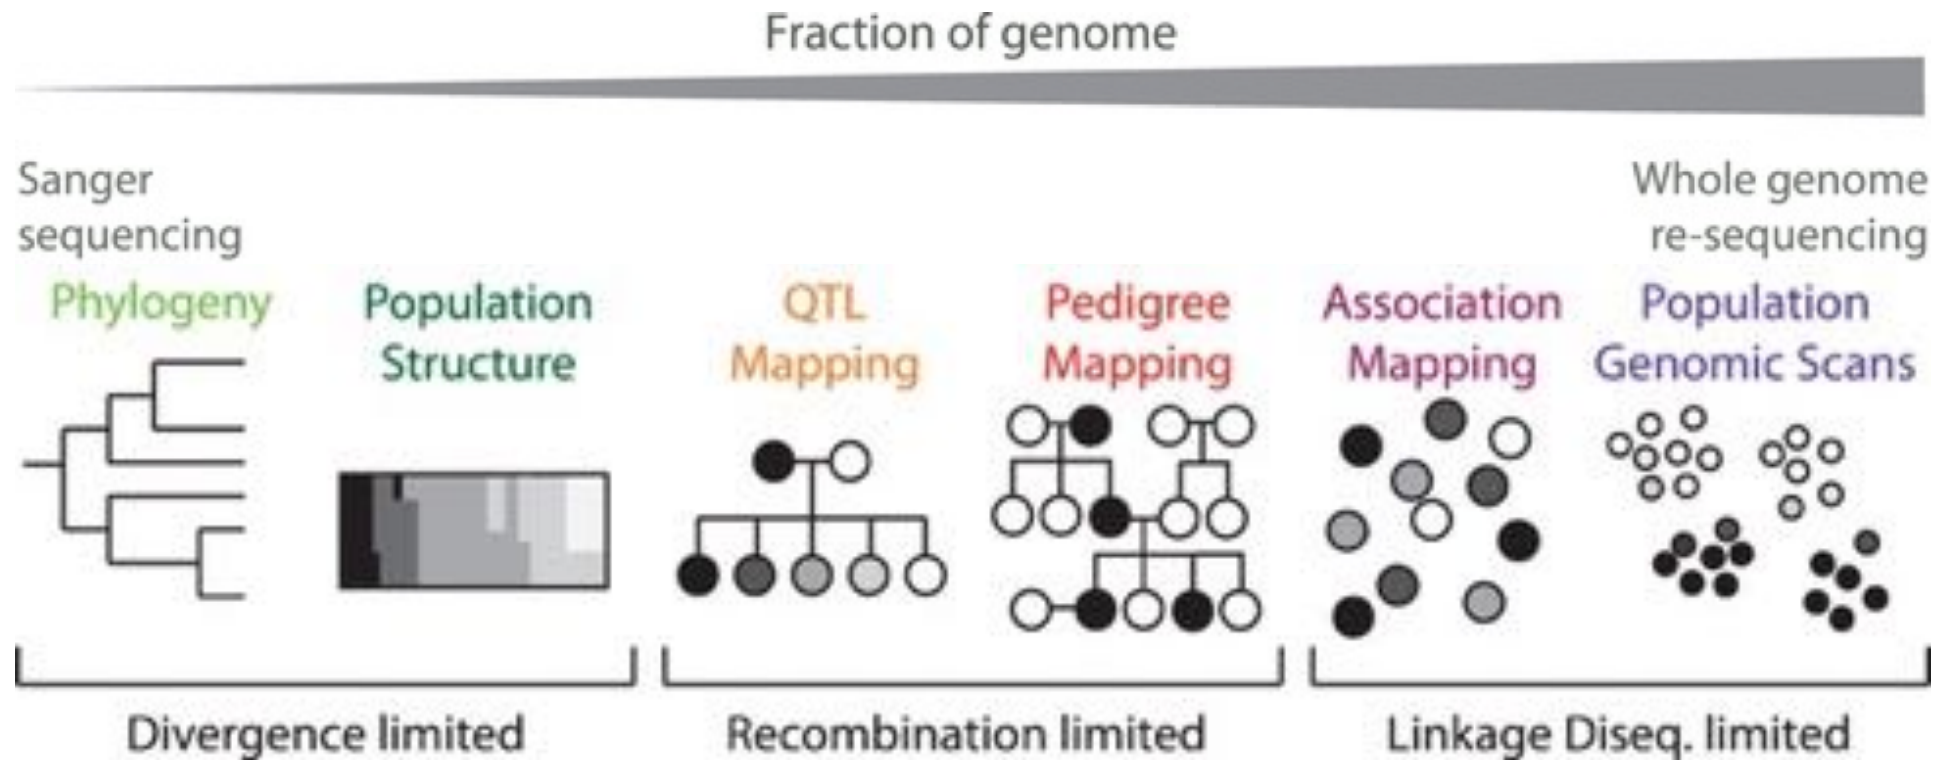 Fraction of genome
Sanger
sequencing
Whole genome
re-sequencing
Phylogeny
Population
Structure
QTL
Mapping
Pedigree
Mapping
Association
Mapping
Population
Genomic Scans
Divergence limited
Recombination limited
Linkage Diseq. limited